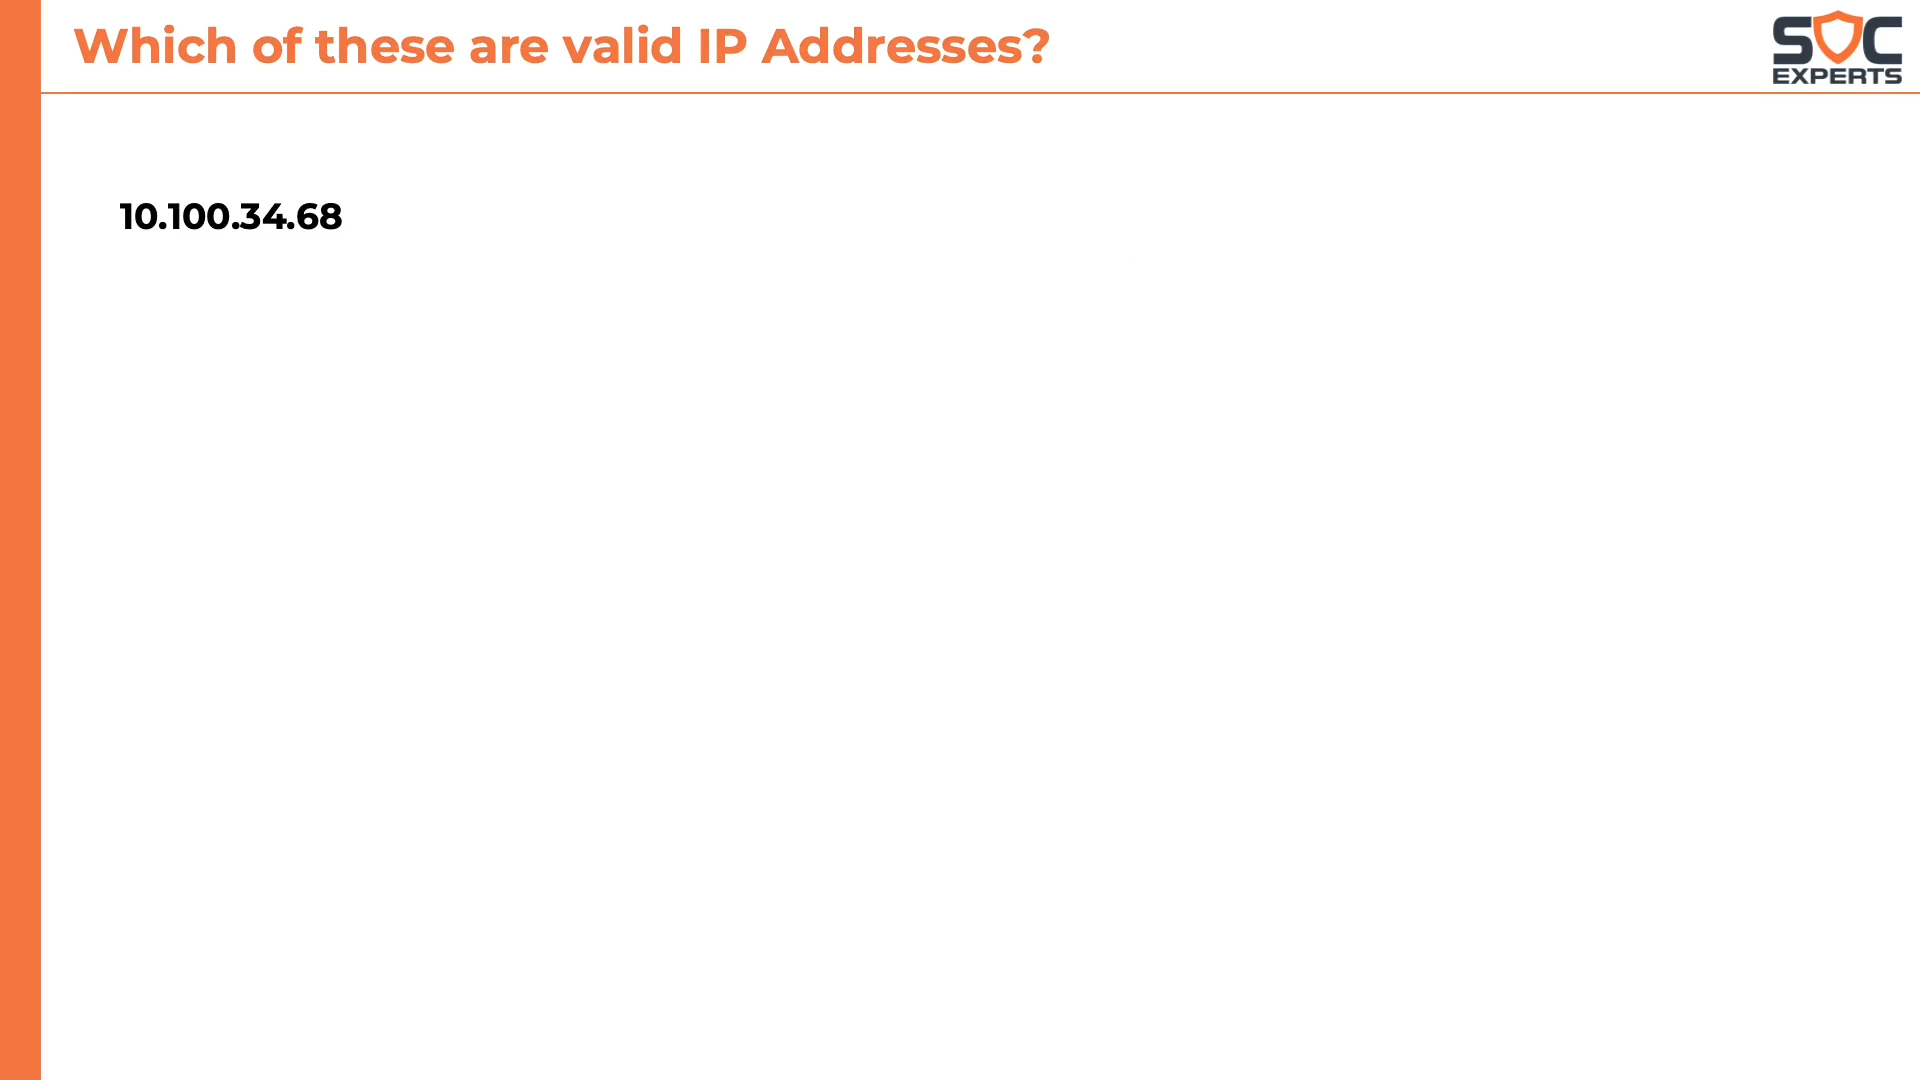 Which of these are valid IP Addresses?
SOC
EXPERTS
10.100.34.68